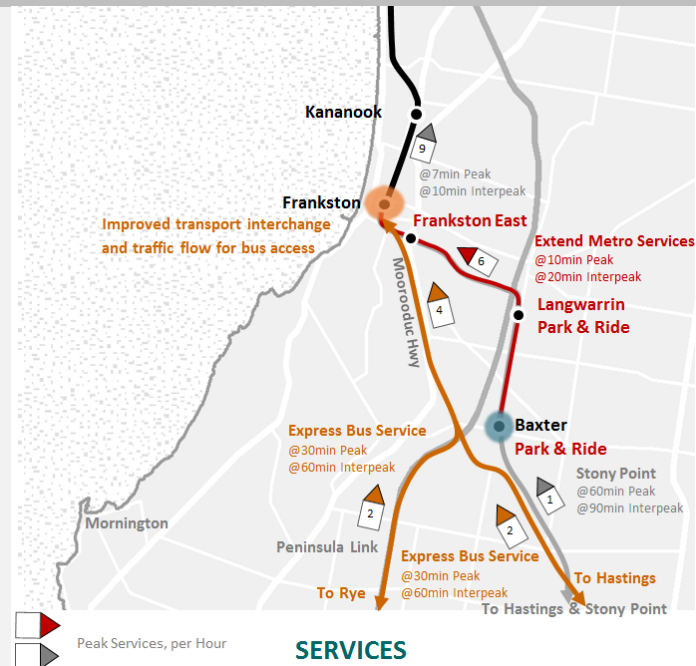 Kananook
9
@7min Peak
@10min Interpeak
Frankston
Improved transport interchange
and traffic flow for bus access
Frankston East
Extend Metro Services
@10min Peak
@20min Interpeak
6
Moorooduc Hwy
4
Langwarrin
Park & Ride
Express Bus Service
@30min Peak
@60min Interpeak
Baxter
Park & Ride
Stony Point
@60min Peak
@90min Interpeak
1
2
2
Mornington
Peninsula Link
Express Bus Service
@30min Peak
@60min Interpeak
To Rye
To Hastings
To Hastings & Stony Point
Peak Services, per Hour
SERVICES